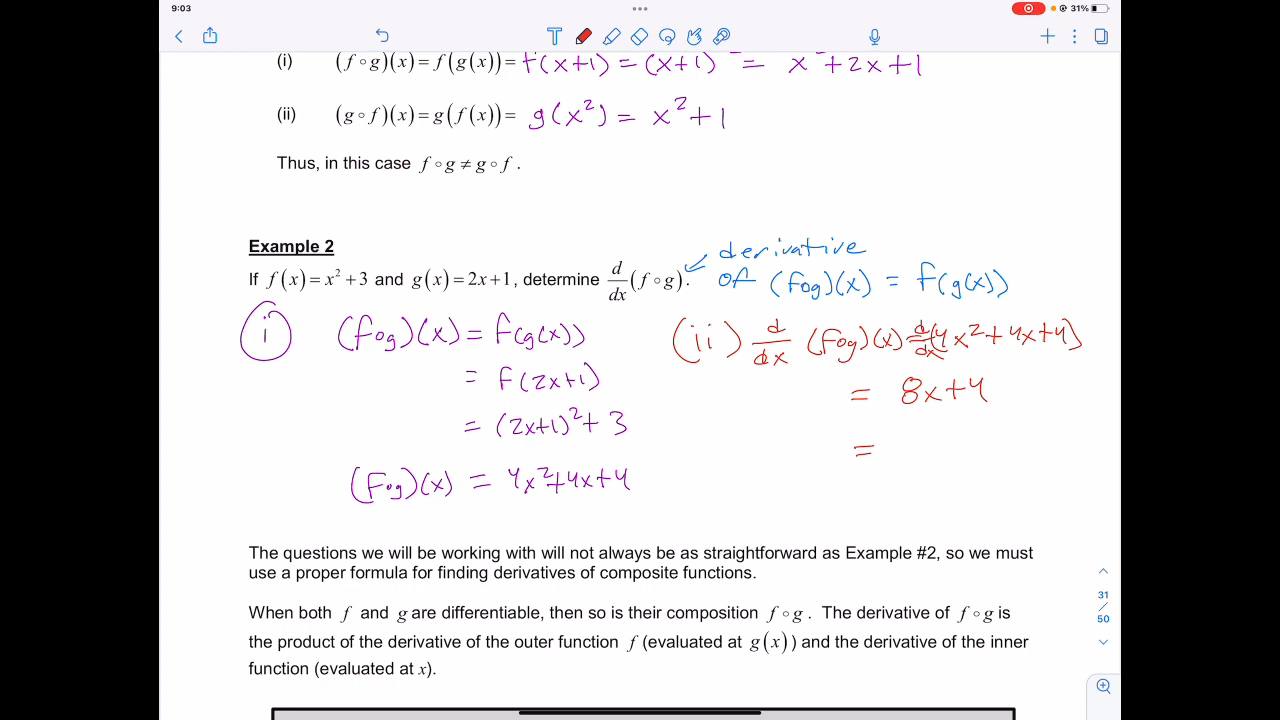 9:03
31%
T
(i) (f∘g)(x)=f(g(x))= f(x+1) = (x+1)² = x²+2x+1
(ii) (g∘f)(x)=g(f(x))= g(x²) = x²+1
Thus, in this case f∘g ≠ g∘f.
Example 2
If f(x)=x²+3 and g(x)=2x+1, determine d/dx(f∘g).
derivative
of (fog)(x) = f(g(x))
i (fog)(x) = f(g(x))
= f(2x+1)
= (2x+1)²+3
(fog)(x) = 4x²+4x+4
(ii) d/dx (fog)(x) = d/dx(4x²+4x+4)
= 8x+4
=
The questions we will be working with will not always be as straightforward as Example #2, so we must
use a proper formula for finding derivatives of composite functions.
When both f and g are differentiable, then so is their composition f∘g. The derivative of f∘g is
the product of the derivative of the outer function f (evaluated at g(x)) and the derivative of the inner
function (evaluated at x).
31
/
50